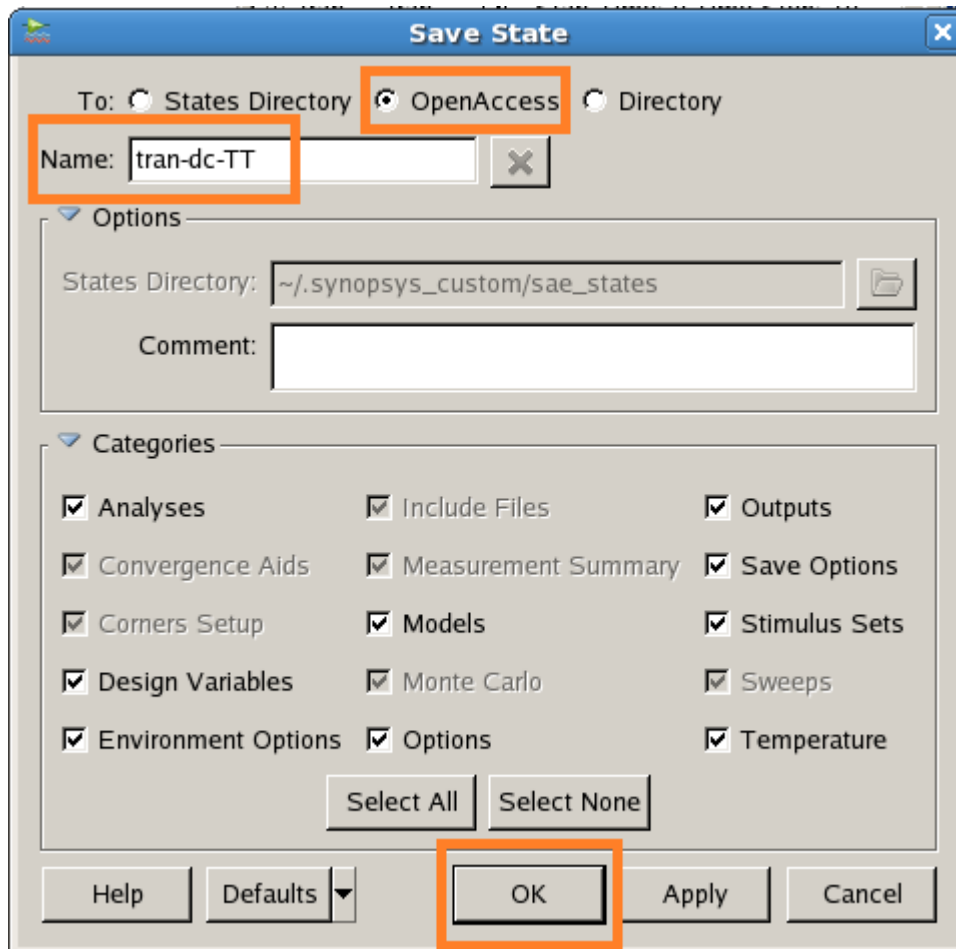 Save State
To: States Directory OpenAccess Directory
Name: tran-dc-TT
Options
States Directory: ~/.synopsys_custom/sae_states
Comment:
Categories
Analyses Include Files Outputs
Convergence Aids Measurement Summary Save Options
Corners Setup Models Stimulus Sets
Design Variables Monte Carlo Sweeps
Environment Options Options Temperature
Select All Select None
Help Defaults OK Apply Cancel